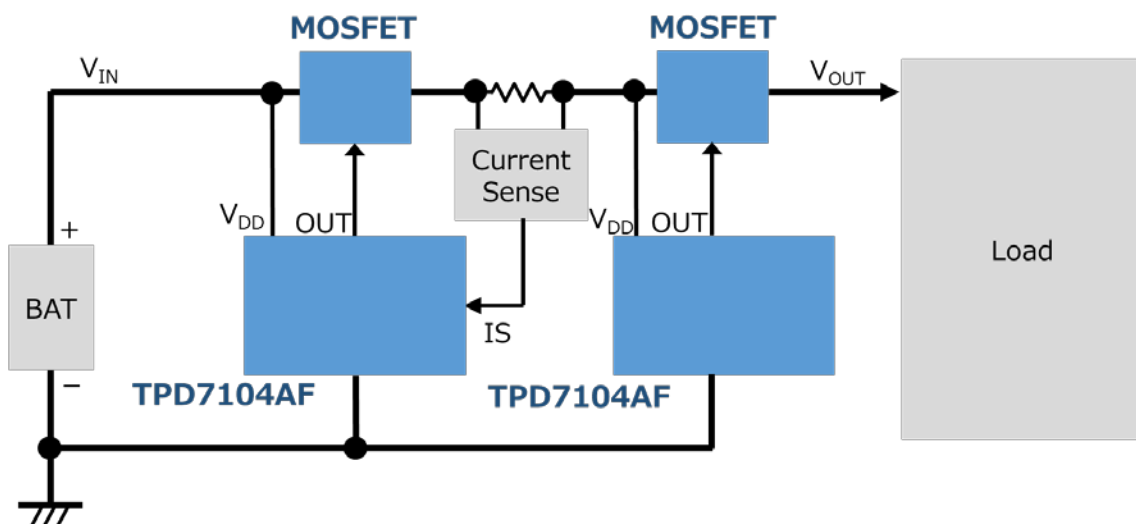 MOSFET
MOSFET
VIN
VOUT
Current
Sense
VDD
OUT
VDD
OUT
+
BAT
−
IS
Load
TPD7104AF
TPD7104AF